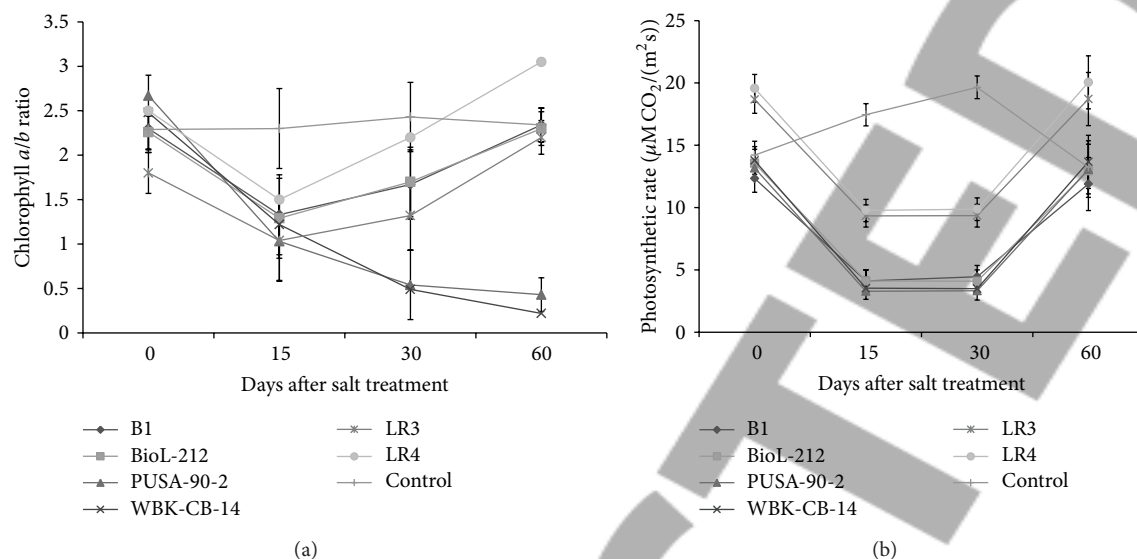 3.5
3
2.5
2
1.5
1
0.5
0
Chlorophyll a/b ratio
0 15 30 60
Days after salt treatment
B1
BioL-212
PUSA-90-2
WBK-CB-14
LR3
LR4
Control
(a)
25
20
15
10
5
0
Photosynthetic rate (μM CO₂/(m² s))
0 15 30 60
Days after salt treatment
B1
BioL-212
PUSA-90-2
WBK-CB-14
LR3
LR4
Control
(b)